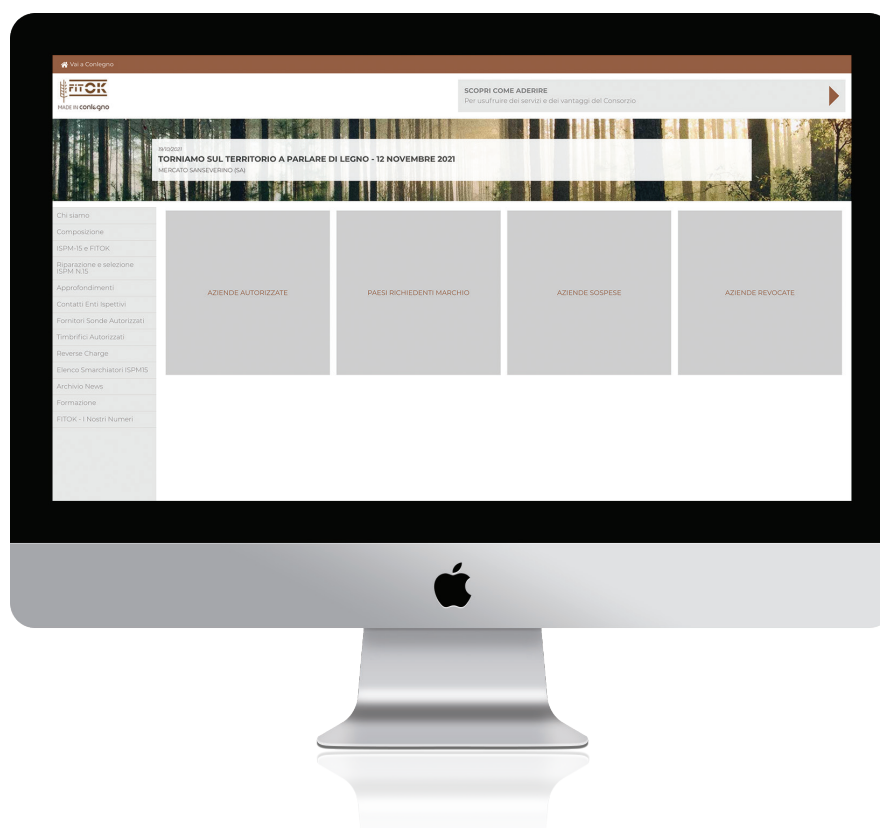 Vai a Conlegno
FITOK
MADE IN conlegno
SCOPRI COME ADERIRE
Per usufruire dei servizi e dei vantaggi del Consorzio
19/10/2021
TORNIAMO SUL TERRITORIO A PARLARE DI LEGNO - 12 NOVEMBRE 2021
MERCATO SANSEVERINO (SA)
Chi siamo
Composizione
ISPM-15 e FITOK
Riparazione e selezione
ISPM N.15
Approfondimenti
Contatti Enti Ispettivi
Fornitori Sonde Autorizzati
Timbrifici Autorizzati
Reverse Charge
Elenco Smarchiatori ISPM15
Archivio News
Formazione
FITOK - I Nostri Numeri
AZIENDE AUTORIZZATE
PAESI RICHIEDENTI MARCHIO
AZIENDE SOSPESE
AZIENDE REVOCATE